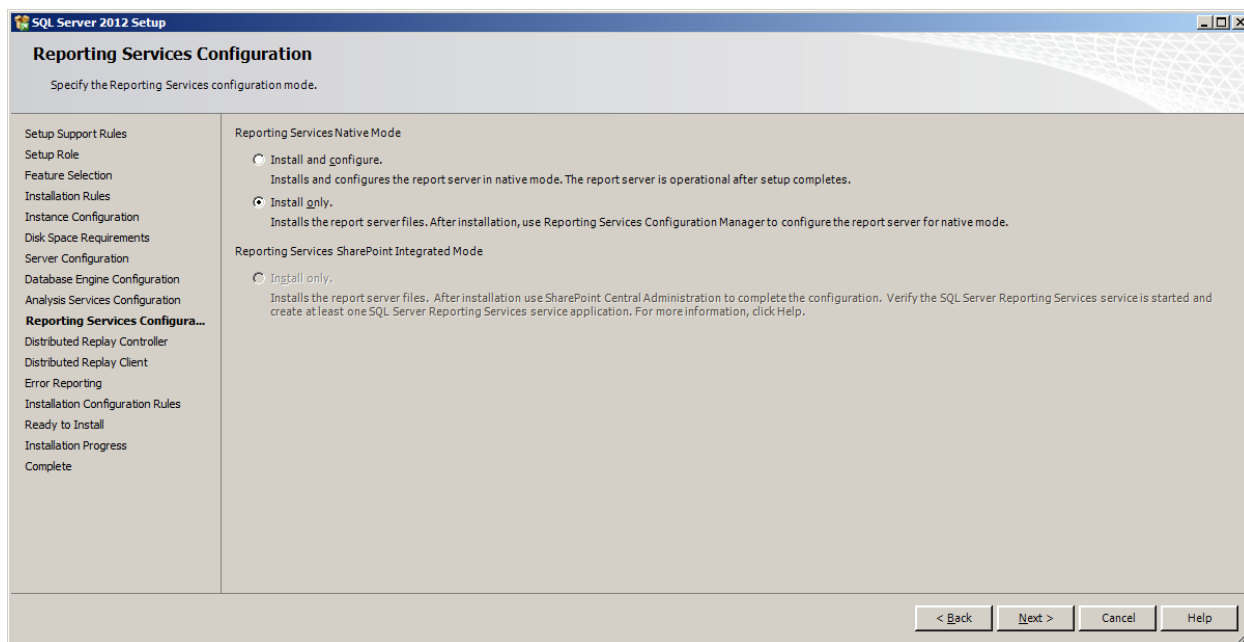 SQL Server 2012 Setup
Reporting Services Configuration
Specify the Reporting Services configuration mode.
Setup Support Rules
Setup Role
Feature Selection
Installation Rules
Instance Configuration
Disk Space Requirements
Server Configuration
Database Engine Configuration
Analysis Services Configuration
Reporting Services Configura...
Distributed Replay Controller
Distributed Replay Client
Error Reporting
Installation Configuration Rules
Ready to Install
Installation Progress
Complete
Reporting Services Native Mode
Install and configure.
Installs and configures the report server in native mode. The report server is operational after setup completes.
Install only.
Installs the report server files. After installation, use Reporting Services Configuration Manager to configure the report server for native mode.
Reporting Services SharePoint Integrated Mode
Install only.
Installs the report server files. After installation use SharePoint Central Administration to complete the configuration. Verify the SQL Server Reporting Services service is started and
create at least one SQL Server Reporting Services service application. For more information, click Help.
< Back
Next >
Cancel
Help